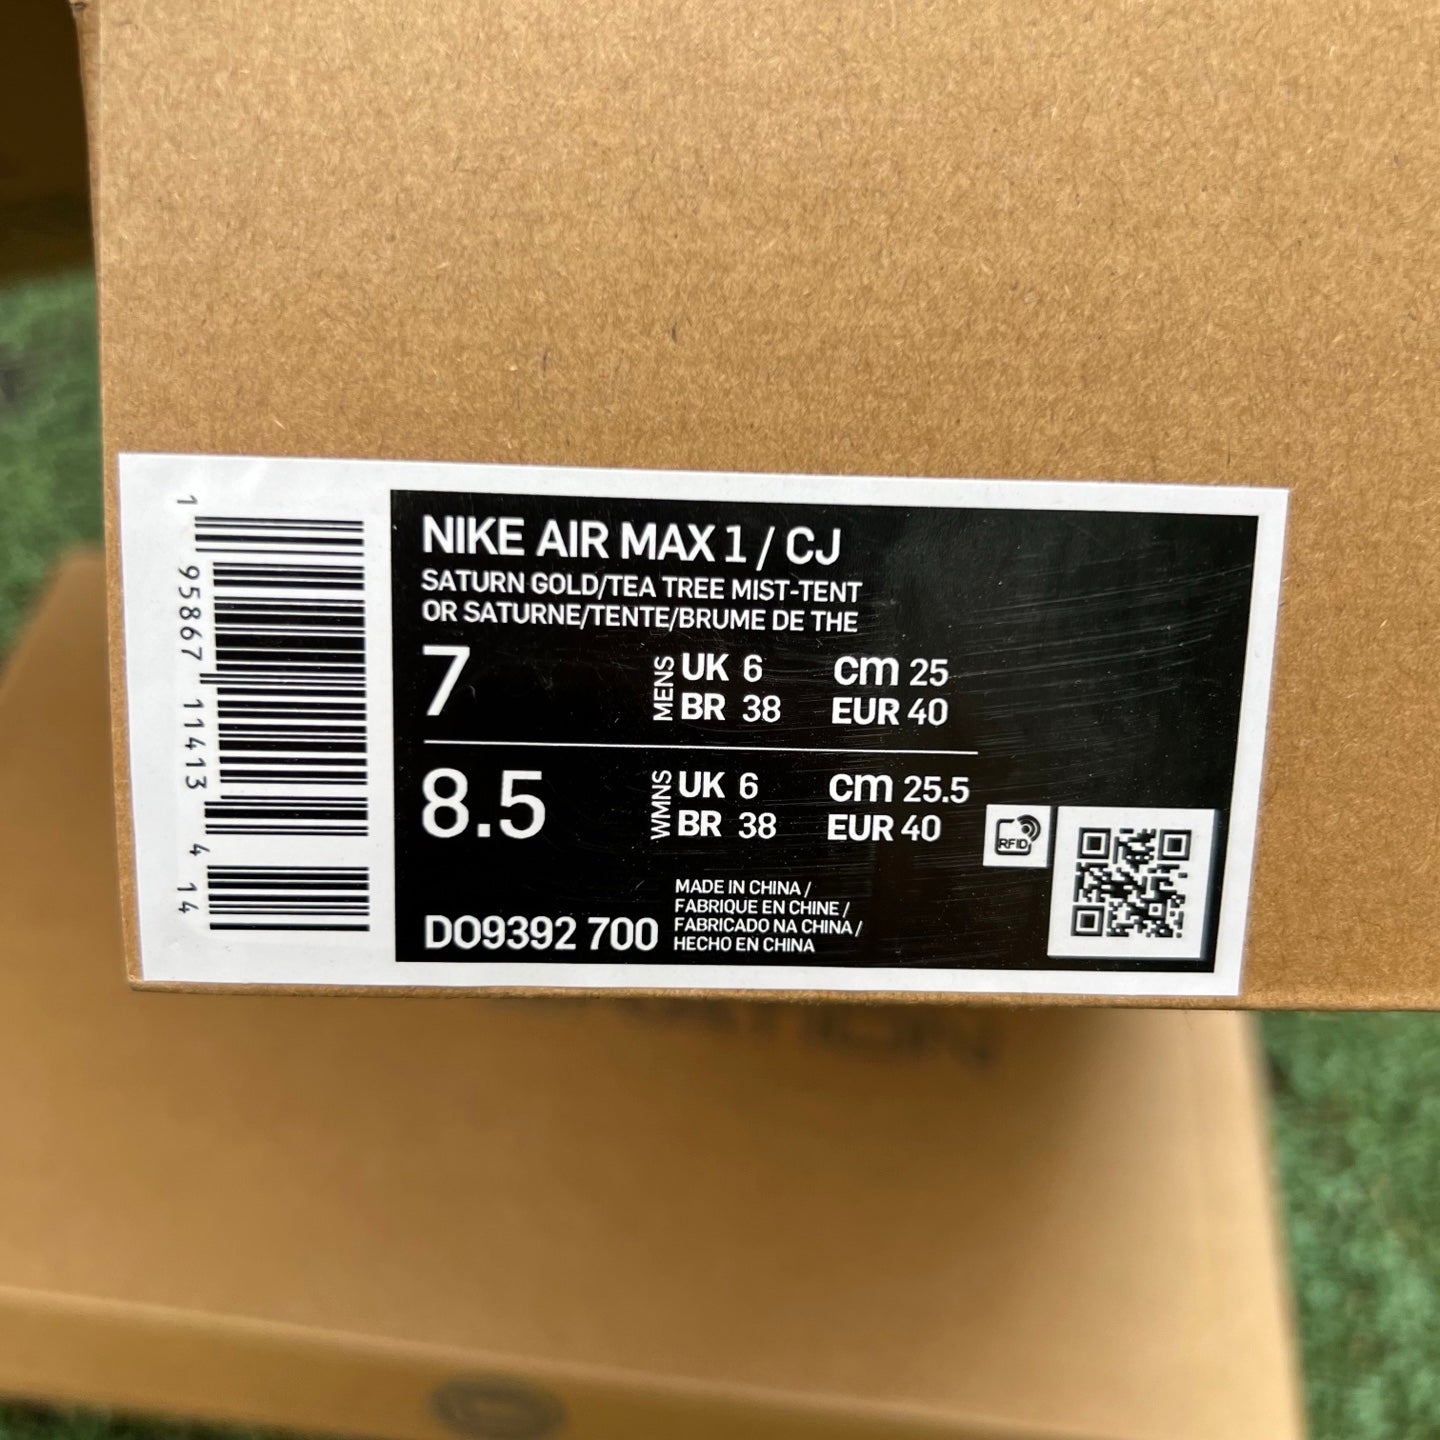 1 95867 11413 4 14
NIKE AIR MAX 1 / CJ
SATURN GOLD/TEA TREE MIST-TENT
OR SATURNE/TENTE/BRUME DE THE
7 MENS UK 6 cm 25
BR 38 EUR 40
8.5 WMNS UK 6 cm 25.5
BR 38 EUR 40
RFID
MADE IN CHINA /
FABRIQUE EN CHINE /
FABRICADO NA CHINA /
HECHO EN CHINA
DO9392 700